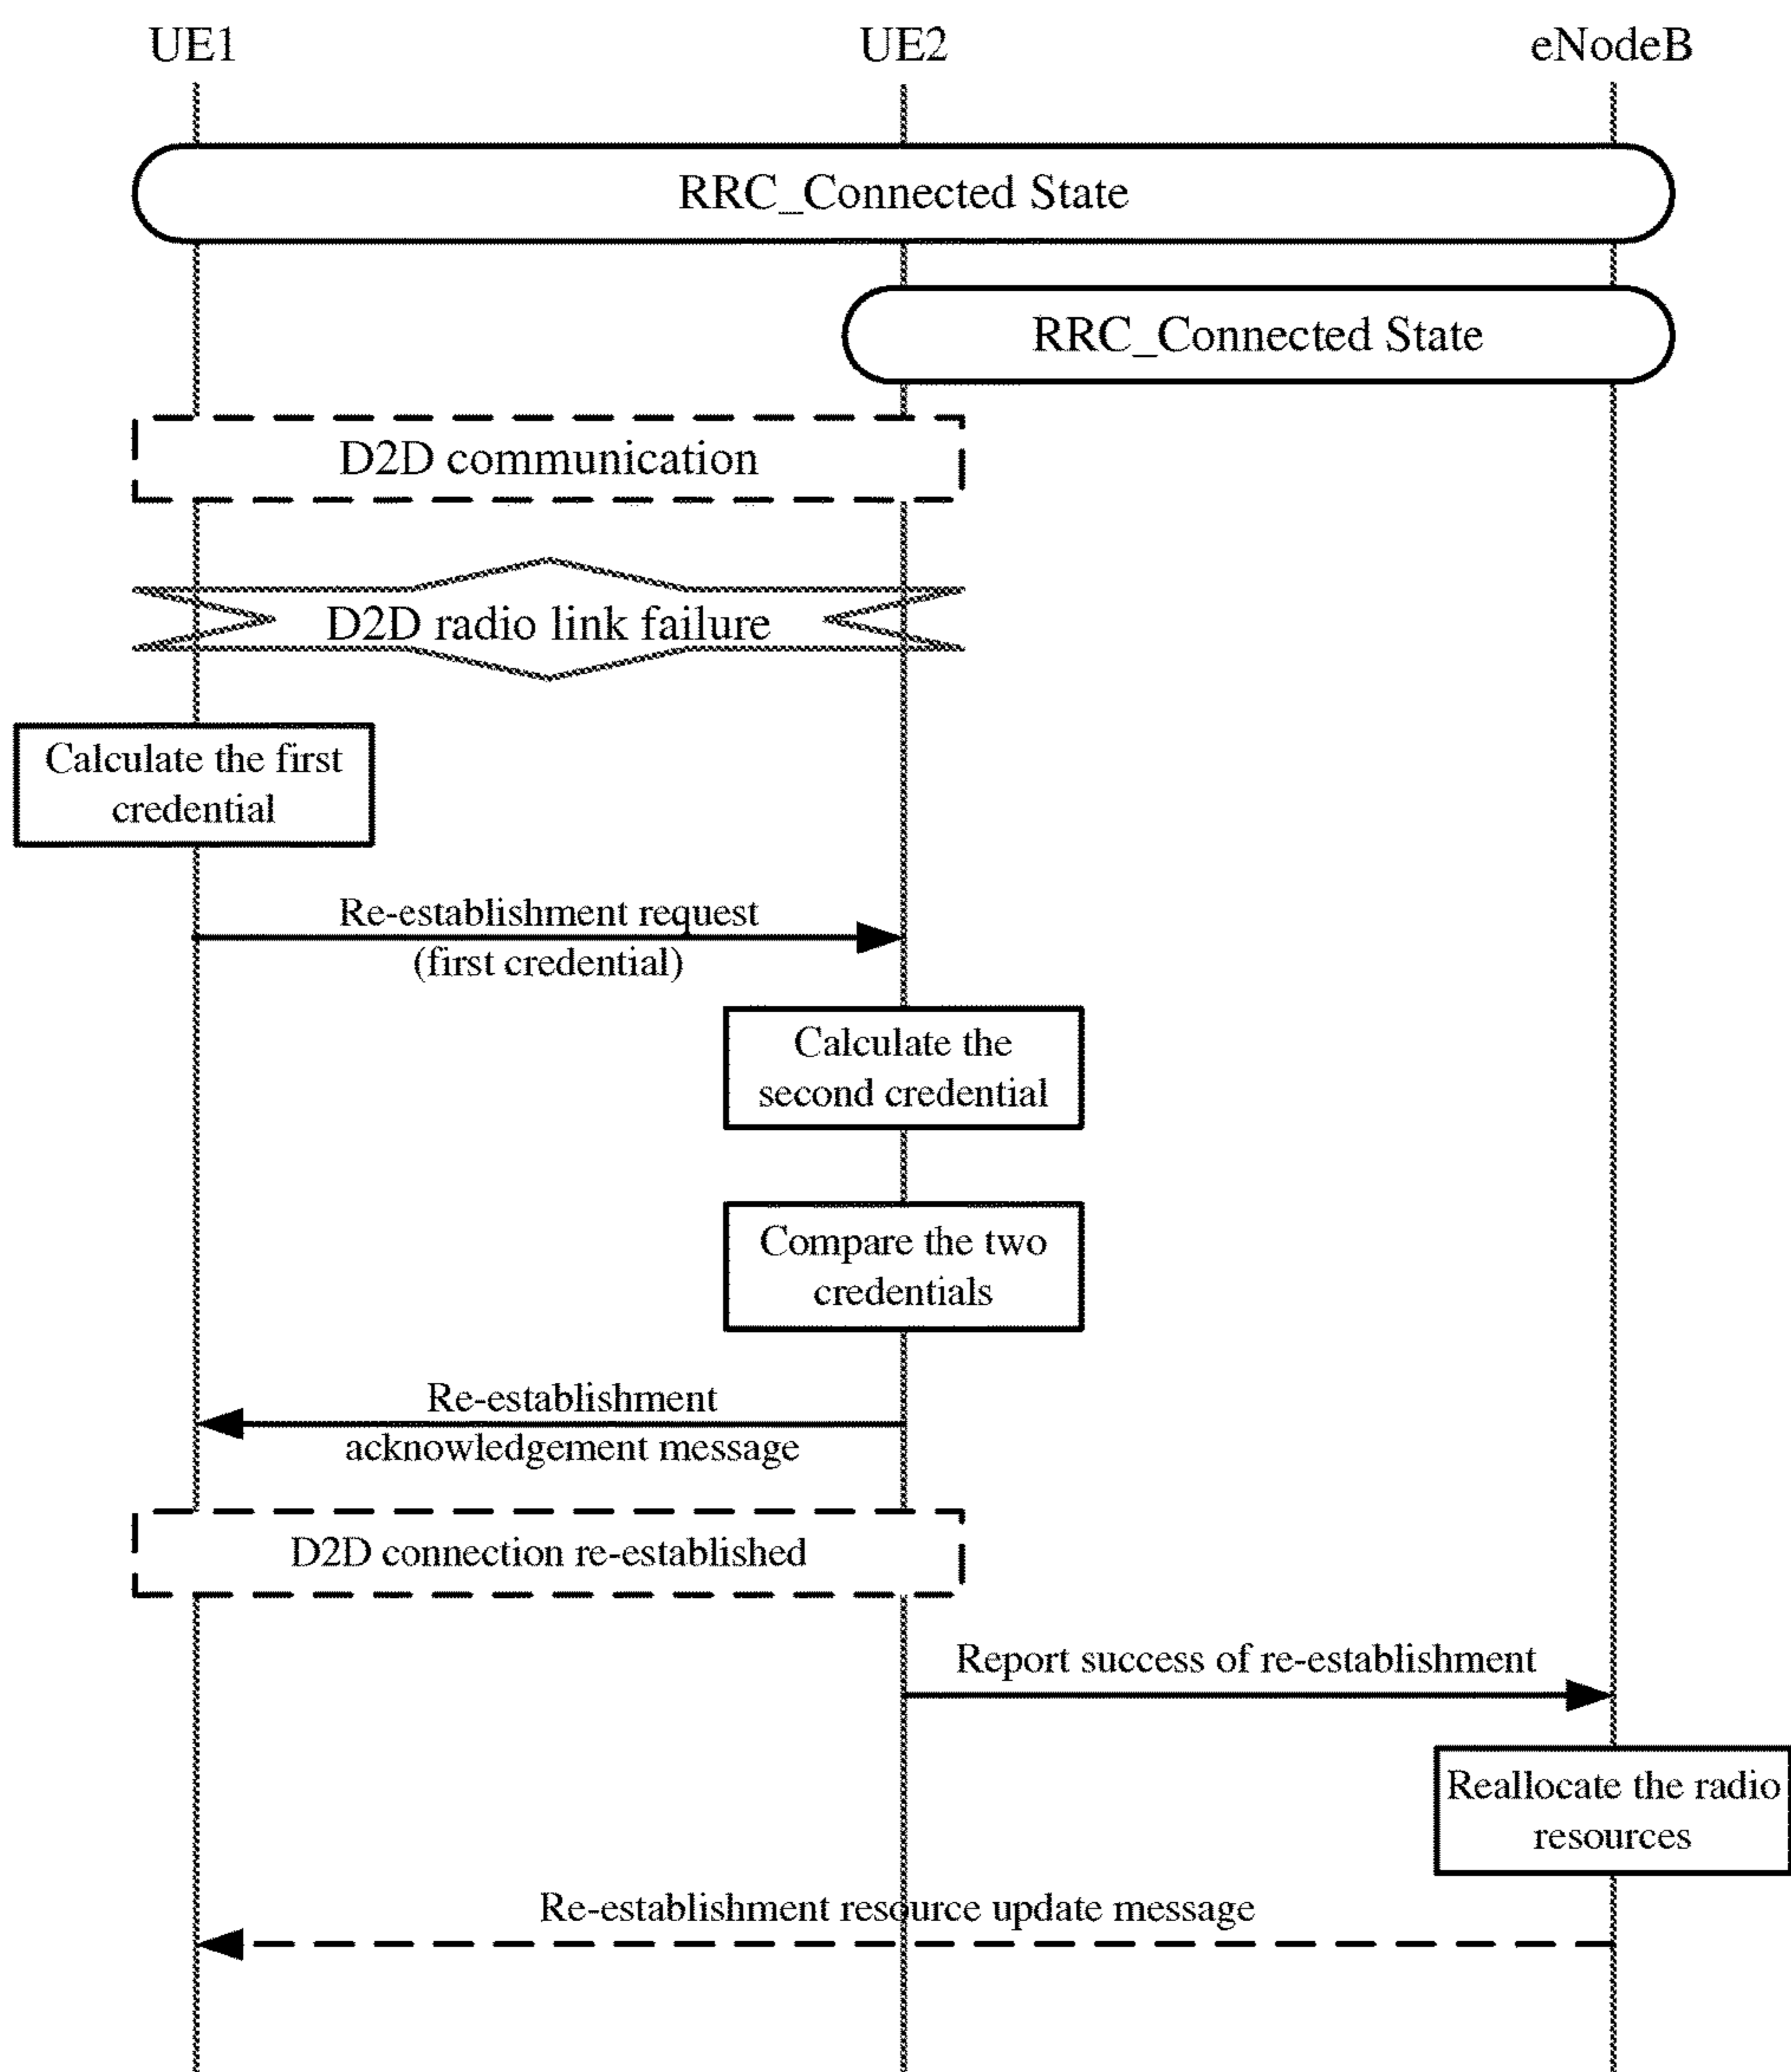 UE1 UE2 eNodeB
RRC_Connected State
RRC_Connected State
D2D communication
D2D radio link failure
Calculate the first
credential
Re-establishment request
(first credential)
Calculate the
second credential
Compare the two
credentials
Re-establishment
acknowledgement message
D2D connection re-established
Report success of re-establishment
Reallocate the radio
resources
Re-establishment resource update message